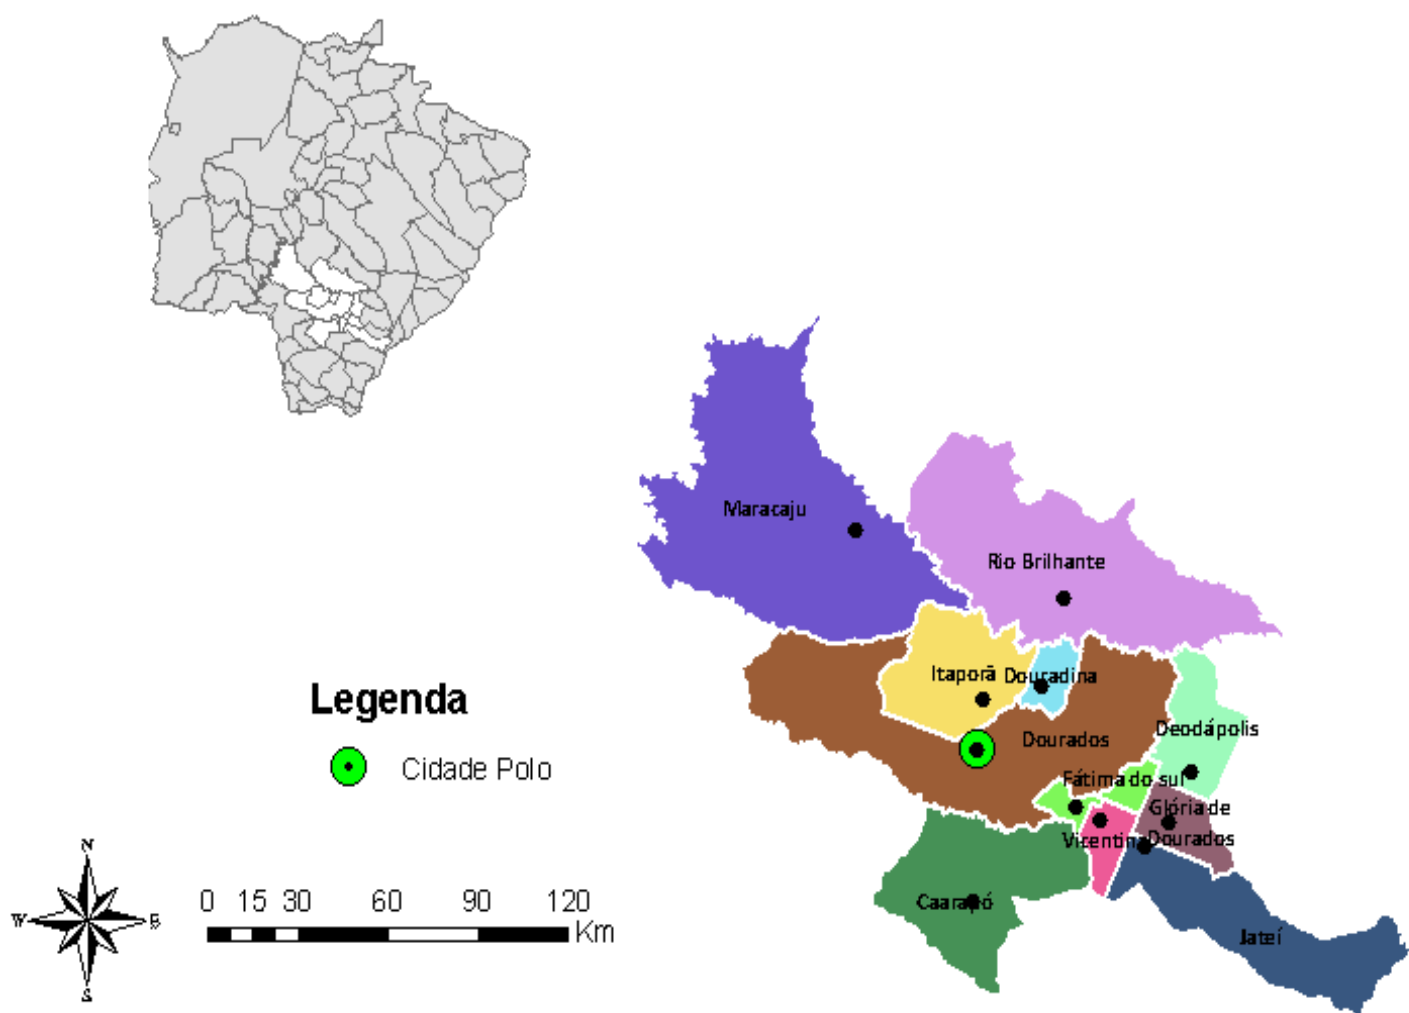 Maracaju
Rio Brilhante
Itaporã
Douradina
Dourados
Deodápolis
Fátima do sul
Glória de
Dourados
Vicentina
Caarapó
Jateí
Legenda
Cidade Polo
N
W
E
S
0 15 30 60 90 120
Km